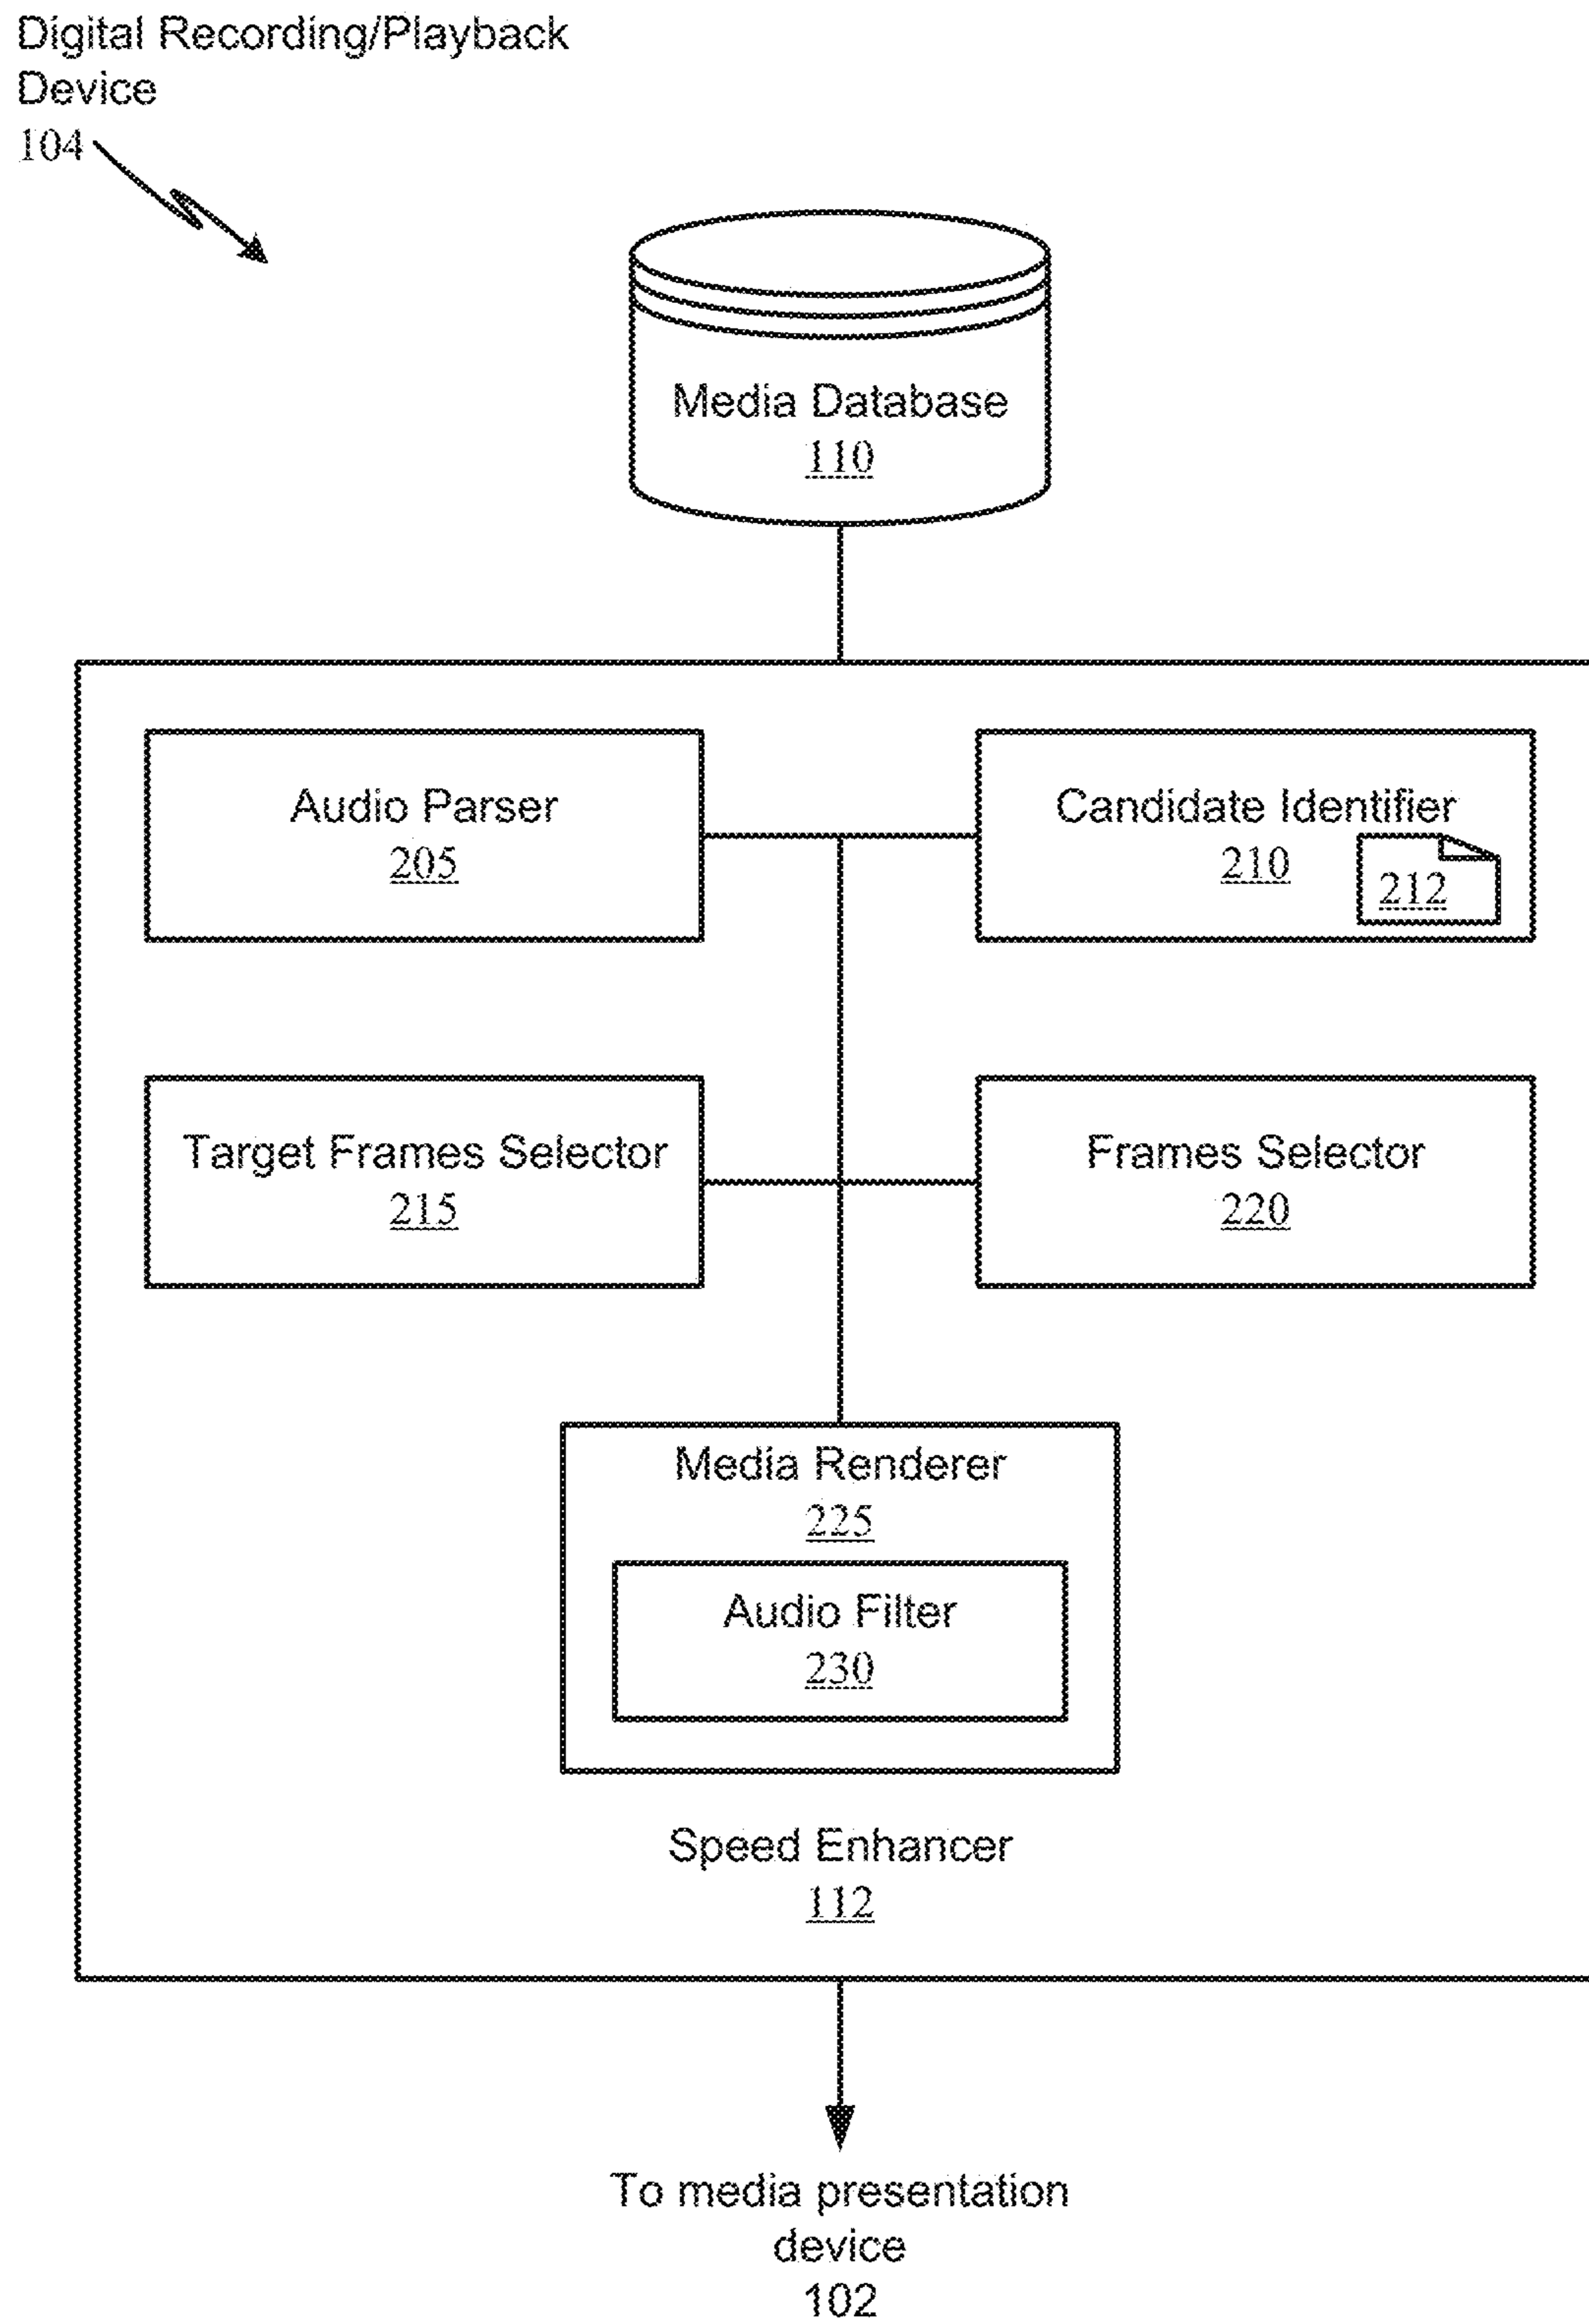 Digital Recording/Playback
Device
104
Media Database
110
Audio Parser
205
Candidate Identifier
210
212
Target Frames Selector
215
Frames Selector
220
Media Renderer
225
Audio Filter
230
Speed Enhancer
112
To media presentation
device
102